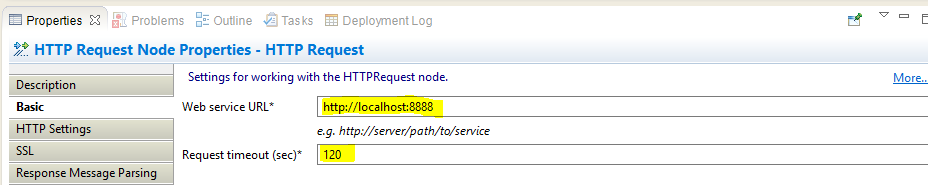 Properties Problems Outline Tasks Deployment Log
HTTP Request Node Properties - HTTP Request
Description
Basic
HTTP Settings
SSL
Response Message Parsing
Settings for working with the HTTPRequest node.
More...
Web service URL* http://localhost:8888
e.g. http://server/path/to/service
Request timeout (sec)* 120